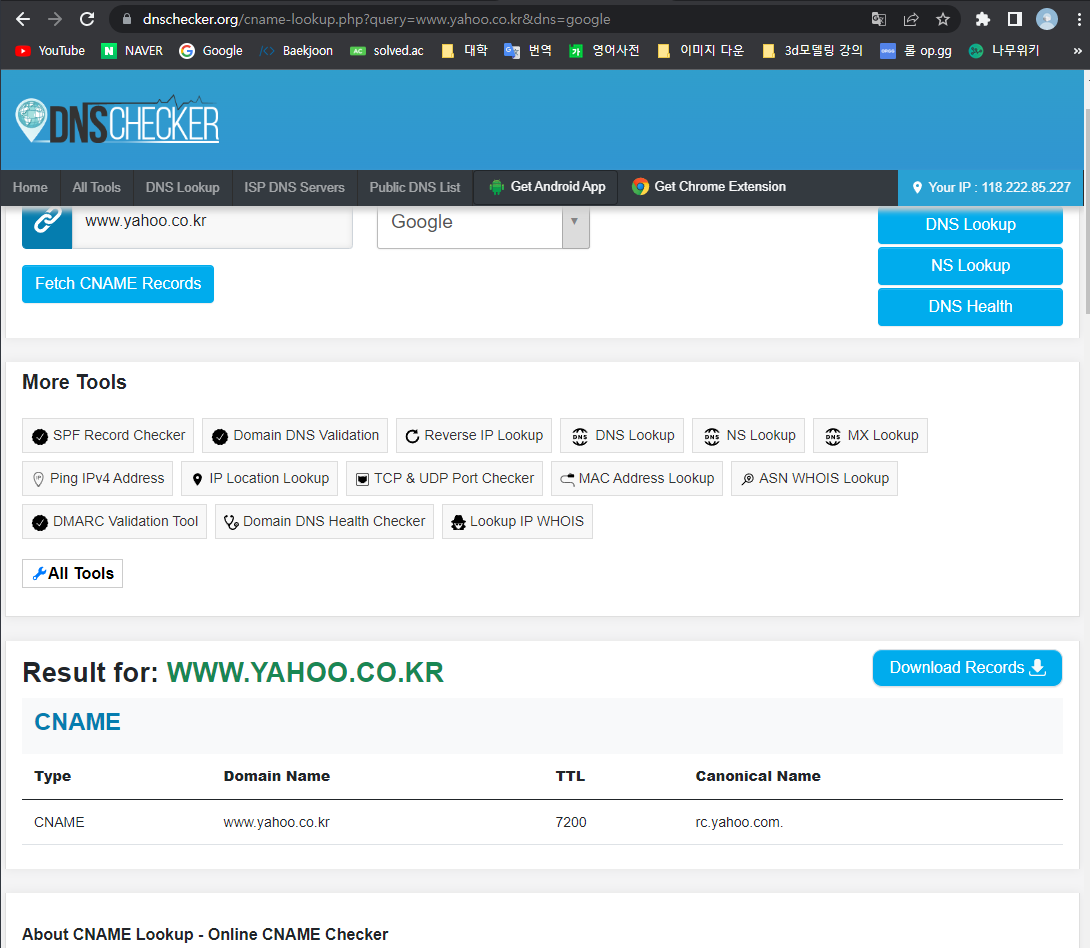 dnschecker.org/cname-lookup.php?query=www.yahoo.co.kr&dns=google
YouTube NAVER Google Baekjoon solved.ac 대학 번역 영어사전 이미지 다운 3d모델링 강의 롤 op.gg 나무위키 »
DNSCHECKER
Home All Tools DNS Lookup ISP DNS Servers Public DNS List Get Android App Get Chrome Extension Your IP : 118.222.85.227
www.yahoo.co.kr Google DNS Lookup
NS Lookup
Fetch CNAME Records
DNS Health
More Tools
SPF Record Checker Domain DNS Validation Reverse IP Lookup DNS Lookup NS Lookup MX Lookup
Ping IPv4 Address IP Location Lookup TCP & UDP Port Checker MAC Address Lookup ASN WHOIS Lookup
DMARC Validation Tool Domain DNS Health Checker Lookup IP WHOIS
All Tools
Result for: WWW.YAHOO.CO.KR Download Records
CNAME
Type Domain Name TTL Canonical Name
CNAME www.yahoo.co.kr 7200 rc.yahoo.com.
About CNAME Lookup - Online CNAME Checker